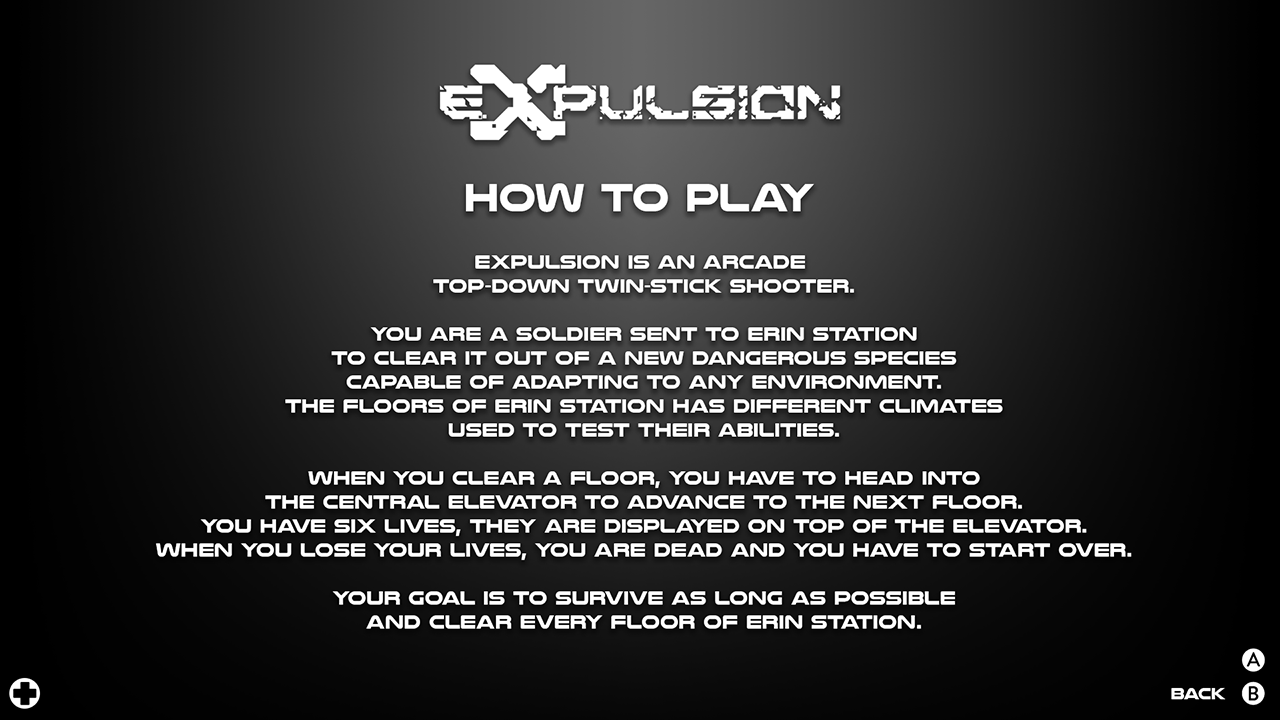 EXPULSION
HOW TO PLAY
EXPULSION IS AN ARCADE
TOP-DOWN TWIN-STICK SHOOTER.
YOU ARE A SOLDIER SENT TO ERIN STATION
TO CLEAR IT OUT OF A NEW DANGEROUS SPECIES
CAPABLE OF ADAPTING TO ANY ENVIRONMENT.
THE FLOORS OF ERIN STATION HAS DIFFERENT CLIMATES
USED TO TEST THEIR ABILITIES.
WHEN YOU CLEAR A FLOOR, YOU HAVE TO HEAD INTO
THE CENTRAL ELEVATOR TO ADVANCE TO THE NEXT FLOOR.
YOU HAVE SIX LIVES, THEY ARE DISPLAYED ON TOP OF THE ELEVATOR.
WHEN YOU LOSE YOUR LIVES, YOU ARE DEAD AND YOU HAVE TO START OVER.
YOUR GOAL IS TO SURVIVE AS LONG AS POSSIBLE
AND CLEAR EVERY FLOOR OF ERIN STATION.
A
BACK B